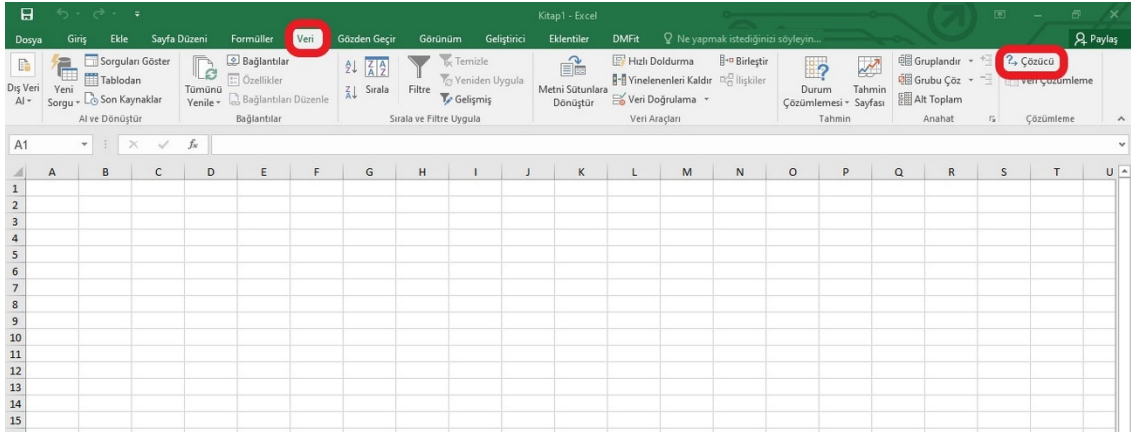 Kitap1 - Excel
Dosya Giriş Ekle Sayfa Düzeni Formüller Veri Gözden Geçir Görünüm Geliştirici Eklentiler DMFit Ne yapmak istediğinizi söyleyin... Paylaş
Dış Veri Al
Yeni Sorgu
Sorguları Göster
Tablodan
Son Kaynaklar
Al ve Dönüştür
Tümünü Yenile
Bağlantılar
Özellikler
Bağlantıları Düzenle
Bağlantılar
Sırala
Filtre
Temizle
Yeniden Uygula
Gelişmiş
Sırala ve Filtre Uygula
Metni Sütunlara Dönüştür
Hızlı Doldurma
Yinelenenleri Kaldır
Veri Doğrulama
Birleştir
İlişkiler
Veri Araçları
Durum Çözümlemesi
Tahmin Sayfası
Tahmin
Gruplandır
Grubu Çöz
Alt Toplam
Anahat
Çözücü
Veri Çözümleme
Çözümleme
A1 fx
A B C D E F G H I J K L M N O P Q R S T U
1
2
3
4
5
6
7
8
9
10
11
12
13
14
15